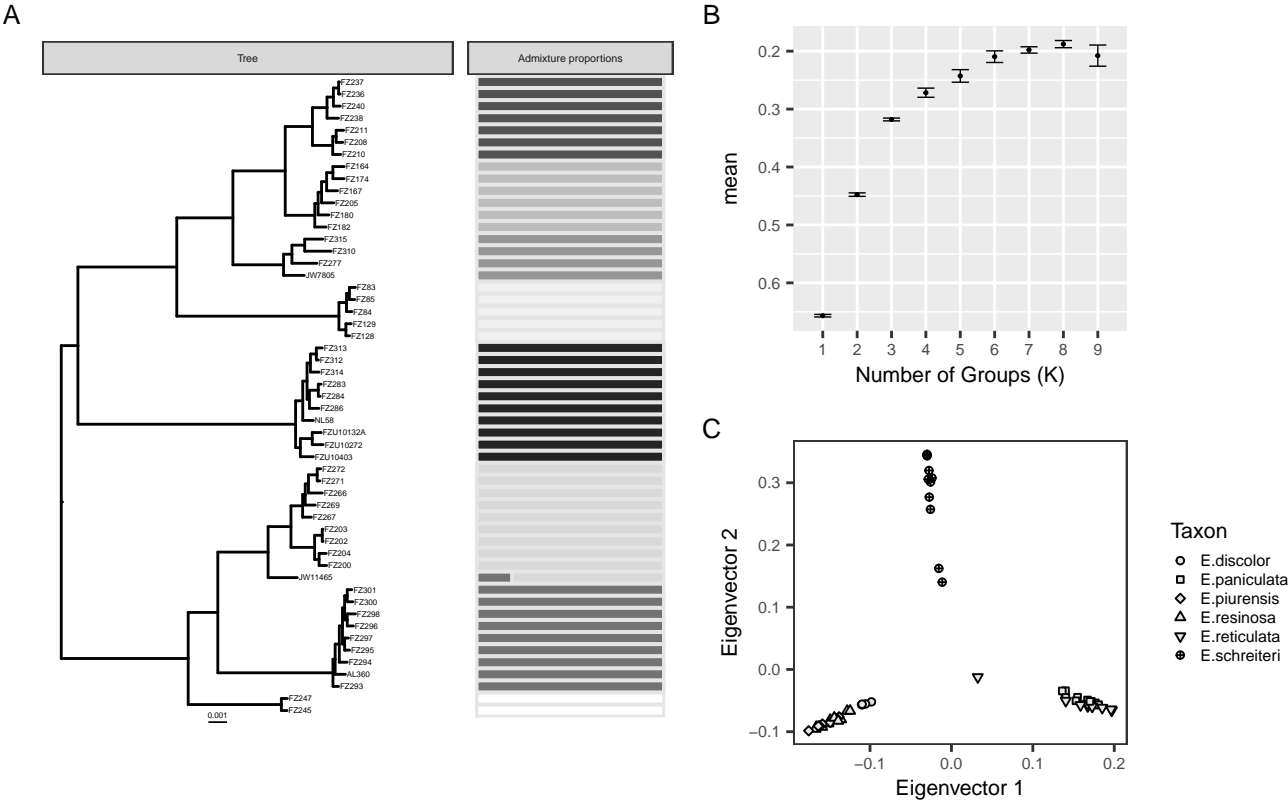 A
Tree
Admixture proportions
FZ237
FZ236
FZ240
FZ238
FZ211
FZ208
FZ210
FZ164
FZ174
FZ167
FZ205
FZ180
FZ182
FZ315
FZ310
FZ277
JW7805
FZ83
FZ85
FZ84
FZ129
FZ128
FZ313
FZ312
FZ314
FZ283
FZ284
FZ286
NL58
FZU10132A
FZU10272
FZU10403
FZ272
FZ271
FZ266
FZ269
FZ267
FZ203
FZ202
FZ204
FZ200
JW11465
FZ301
FZ300
FZ298
FZ296
FZ297
FZ295
FZ294
AL360
FZ293
FZ247
FZ245
0.001
B
mean
0.2
0.3
0.4
0.5
0.6
1 2 3 4 5 6 7 8 9
Number of Groups (K)
C
Eigenvector 2
0.3
0.2
0.1
0.0
−0.1
−0.1 0.0 0.1 0.2
Eigenvector 1
Taxon
E.discolor
E.paniculata
E.piurensis
E.resinosa
E.reticulata
E.schreiteri